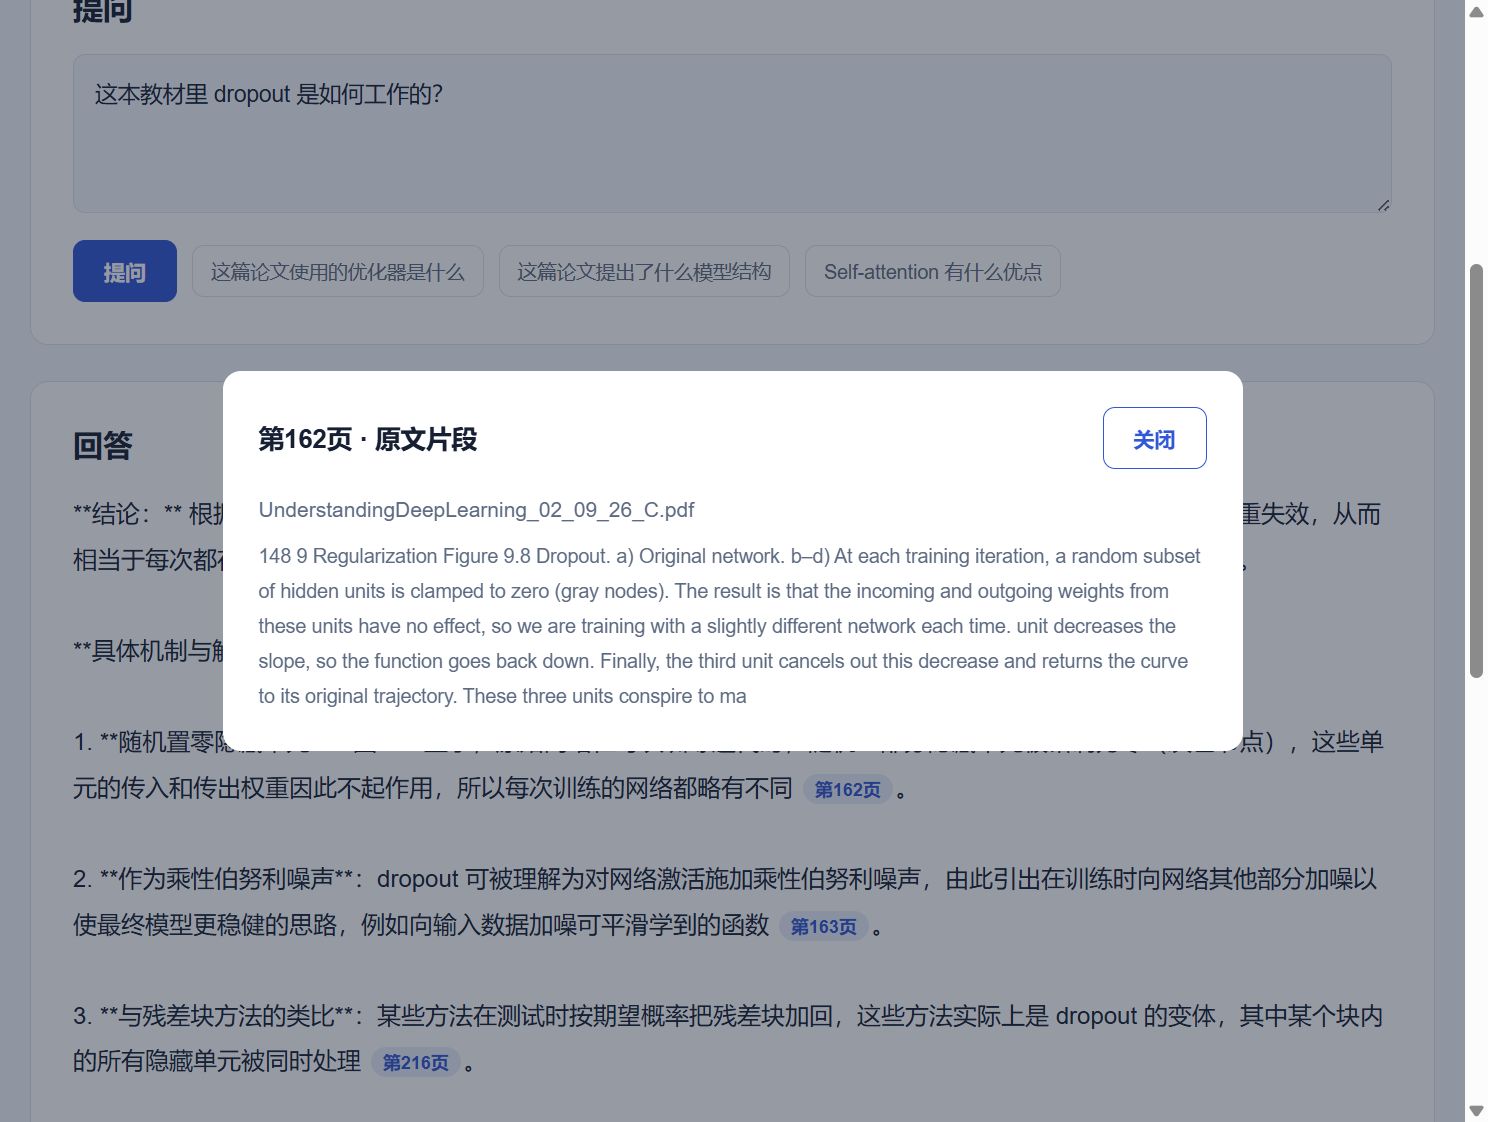 提问
这本教材里 dropout 是如何工作的?
提问
这篇论文使用的优化器是什么
这篇论文提出了什么模型结构
Self-attention 有什么优点
回答
**结论：** 根据
重失效，从而
相当于每次都在
。
**具体机制与解
第162页 · 原文片段
关闭
UnderstandingDeepLearning_02_09_26_C.pdf
148 9 Regularization Figure 9.8 Dropout. a) Original network. b–d) At each training iteration, a random subset
of hidden units is clamped to zero (gray nodes). The result is that the incoming and outgoing weights from
these units have no effect, so we are training with a slightly different network each time. unit decreases the
slope, so the function goes back down. Finally, the third unit cancels out this decrease and returns the curve
to its original trajectory. These three units conspire to ma
1. **随机置零隐
点），这些单
元的传入和传出权重因此不起作用，所以每次训练的网络都略有不同 第162页 。
2. **作为乘性伯努利噪声**：dropout 可被理解为对网络激活施加乘性伯努利噪声，由此引出在训练时向网络其他部分加噪以
使最终模型更稳健的思路，例如向输入数据加噪可平滑学到的函数 第163页 。
3. **与残差块方法的类比**：某些方法在测试时按期望概率把残差块加回，这些方法实际上是 dropout 的变体，其中某个块内
的所有隐藏单元被同时处理 第216页 。